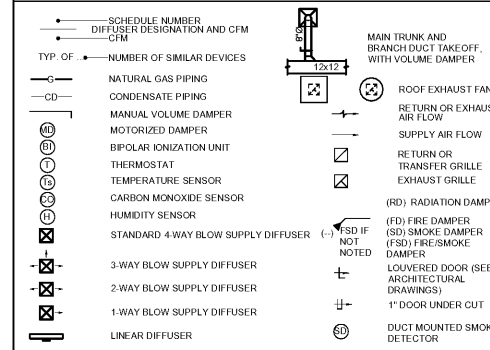 SCHEDULE NUMBER
DIFFUSER DESIGNATION AND CFM
CFM
TYP. OF ... NUMBER OF SIMILAR DEVICES
G NATURAL GAS PIPING
CD CONDENSATE PIPING
MANUAL VOLUME DAMPER
MD MOTORIZED DAMPER
BI BIPOLAR IONIZATION UNIT
T THERMOSTAT
Ts TEMPERATURE SENSOR
CO CARBON MONOXIDE SENSOR
H HUMIDITY SENSOR
STANDARD 4-WAY BLOW SUPPLY DIFFUSER
3-WAY BLOW SUPPLY DIFFUSER
2-WAY BLOW SUPPLY DIFFUSER
1-WAY BLOW SUPPLY DIFFUSER
LINEAR DIFFUSER
8"Ø
12x12
MAIN TRUNK AND
BRANCH DUCT TAKEOFF,
WITH VOLUME DAMPER
ROOF EXHAUST FAN
RETURN OR EXHAUS
AIR FLOW
SUPPLY AIR FLOW
RETURN OR
TRANSFER GRILLE
EXHAUST GRILLE
(RD) RADIATION DAMP
(--) FSD IF
NOT
NOTED
(FD) FIRE DAMPER
(SD) SMOKE DAMPER
(FSD) FIRE/SMOKE
DAMPER
LOUVERED DOOR (SEE
ARCHITECTURAL
DRAWINGS)
1" DOOR UNDER CUT
SD DUCT MOUNTED SMOK
DETECTOR